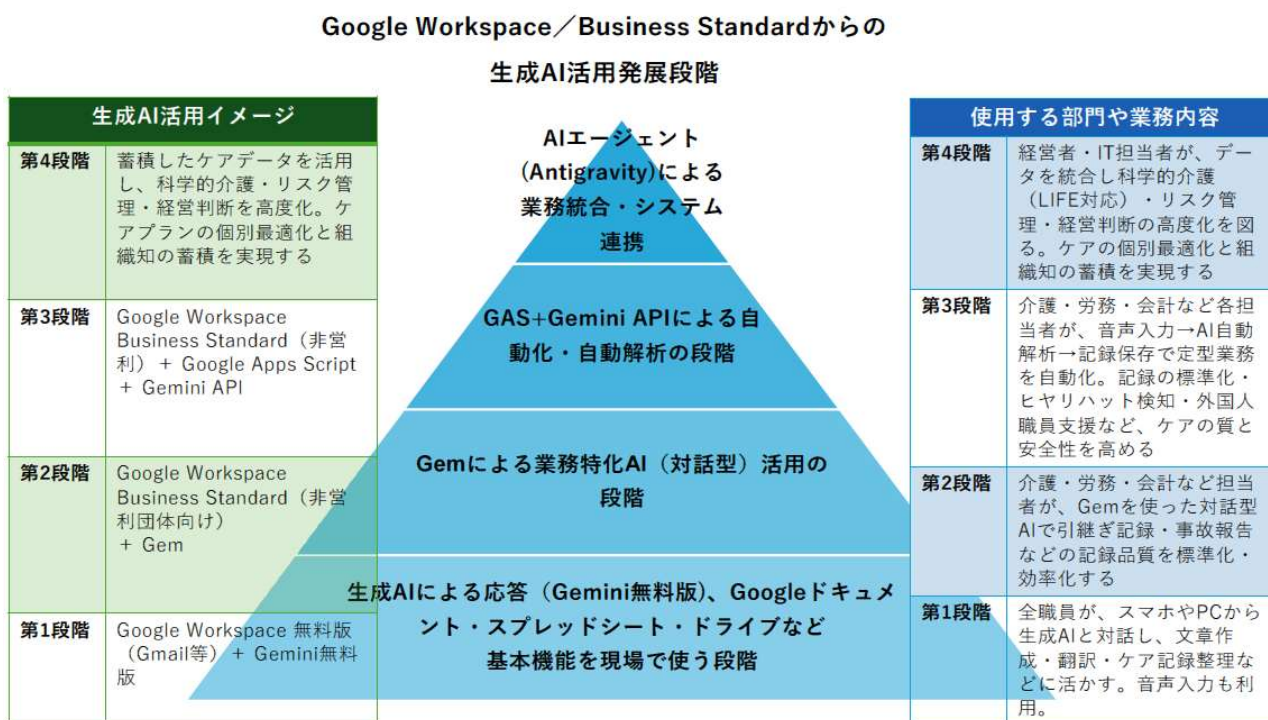 Google Workspace／Business Standardからの
生成AI活用発展段階
生成AI活用イメージ
第4段階
蓄積したケアデータを活用
し、科学的介護・リスク管
理・経営判断を高度化。ケ
アプランの個別最適化と組
織知の蓄積を実現する
第3段階
Google Workspace
Business Standard（非営
利）+ Google Apps Script
+ Gemini API
第2段階
Google Workspace
Business Standard（非営
利団体向け）
+ Gem
第1段階
Google Workspace 無料版
（Gmail等）+ Gemini無料
版
AIエージェント
(Antigravity)による
業務統合・システム
連携
GAS+Gemini APIによる自
動化・自動解析の段階
Gemによる業務特化AI（対話型）活用の
段階
生成AIによる応答（Gemini無料版）、Googleドキュメ
ント・スプレッドシート・ドライブなど
基本機能を現場で使う段階
使用する部門や業務内容
第4段階
経営者・IT担当者が、デー
タを統合し科学的介護
（LIFE対応）・リスク管
理・経営判断の高度化を図
る。ケアの個別最適化と組
織知の蓄積を実現する
第3段階
介護・労務・会計など各担
当者が、音声入力→AI自動
解析→記録保存で定型業務
を自動化。記録の標準化・
ヒヤリハット検知・外国人
職員支援など、ケアの質と
安全性を高める
第2段階
介護・労務・会計など担当
者が、Gemを使った対話型
AIで引継ぎ記録・事故報告
などの記録品質を標準化・
効率化する
第1段階
全職員が、スマホやPCから
生成AIと対話し、文章作
成・翻訳・ケア記録整理な
どに活かす。音声入力も利
用。